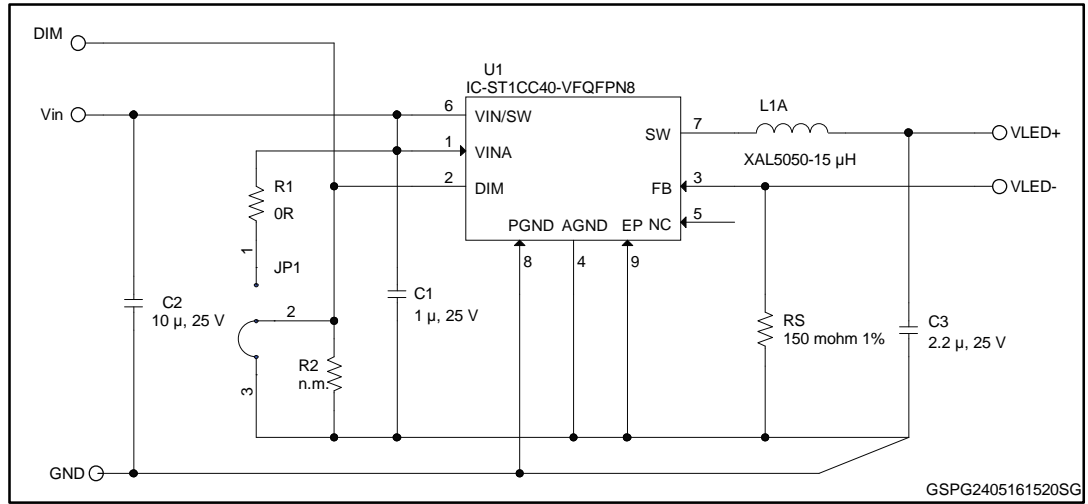 DIM
U1
IC-ST1CC40-VFQFPN8
Vin
6
VIN/SW
L1A
SW
7
VLED+
1
VINA
XAL5050-15 µH
2
DIM
FB
3
VLED-
R1
0R
NC
5
PGND
AGND
EP
8
4
9
1
JP1
C2
10 µ, 25 V
2
C1
1 µ, 25 V
RS
150 mohm 1%
C3
2.2 µ, 25 V
R2
n.m.
3
GND
GSPG2405161520SG